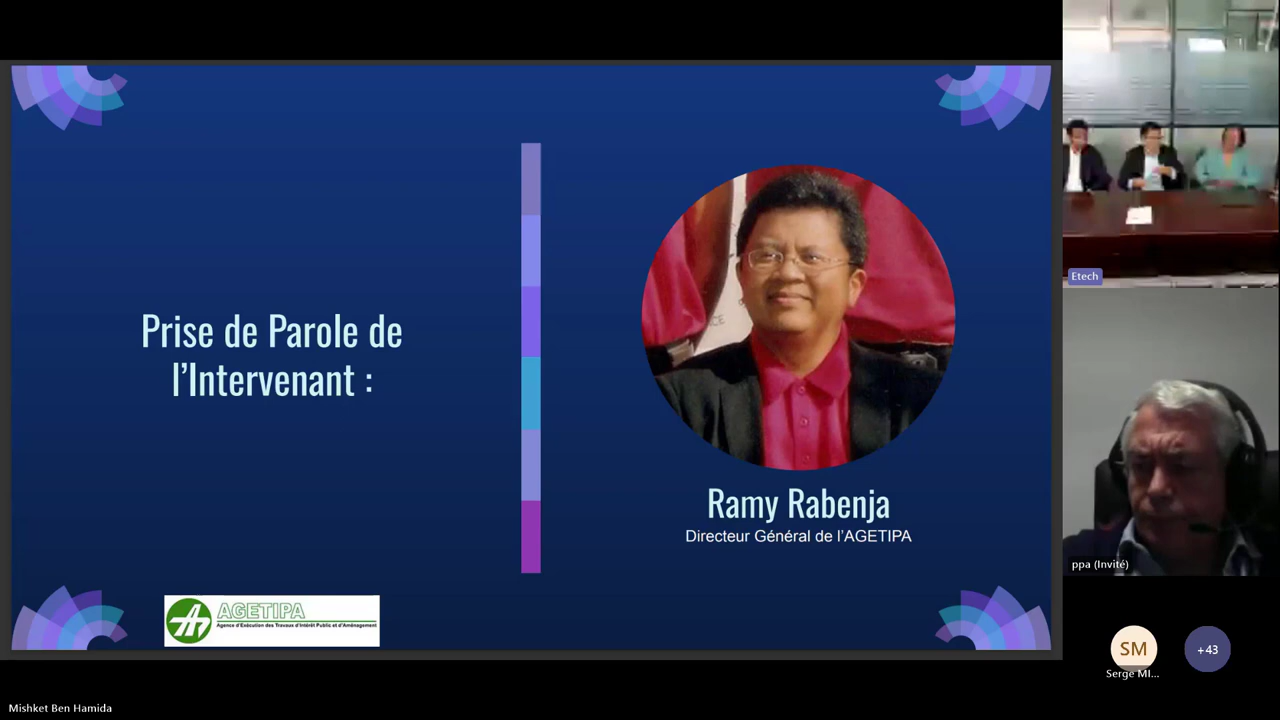 Prise de Parole de
l'Intervenant :
Ramy Rabenja
Directeur Général de l'AGETIPA
AGETIPA
Agence d'Exécution des Travaux d'Intérêt Public et d'Aménagement
Etech
ppa (Invité)
SM
+43
Serge MI...
Mishket Ben Hamida